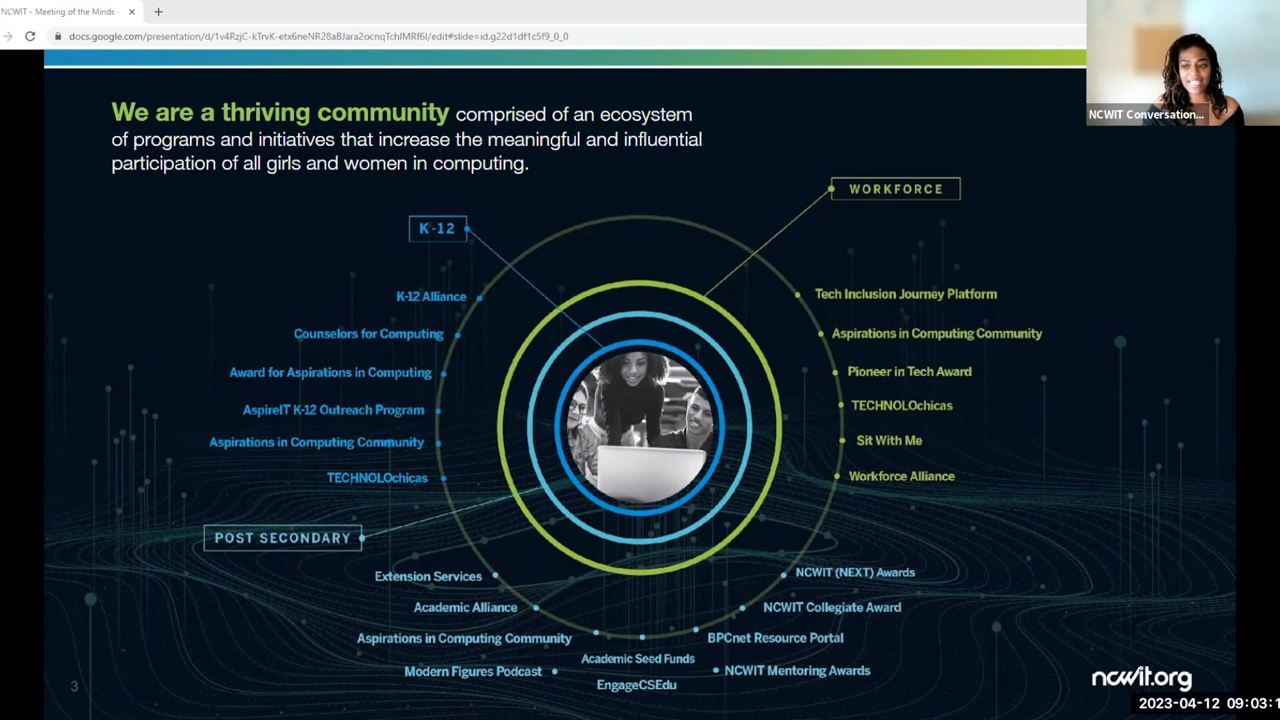 NCWIT - Meeting of the Minds -
docs.google.com/presentation/d/1v4RzjC-kTrvK-etx6neNR28aBJara2ocnqTchIMRf6I/edit#slide=id.g22d1df1c5f9_0_0
NCWIT Conversation...
We are a thriving community comprised of an ecosystem
of programs and initiatives that increase the meaningful and influential
participation of all girls and women in computing.
WORKFORCE
K-12
K-12 Alliance
Counselors for Computing
Award for Aspirations in Computing
AspireIT K-12 Outreach Program
Aspirations in Computing Community
TECHNOLOchicas
Tech Inclusion Journey Platform
Aspirations in Computing Community
Pioneer in Tech Award
TECHNOLOchicas
Sit With Me
Workforce Alliance
POST SECONDARY
Extension Services
Academic Alliance
Aspirations in Computing Community
Modern Figures Podcast
Academic Seed Funds
EngageCSEdu
NCWIT (NEXT) Awards
NCWIT Collegiate Award
BPCnet Resource Portal
NCWIT Mentoring Awards
3
ncwit.org
2023-04-12 09:03:1